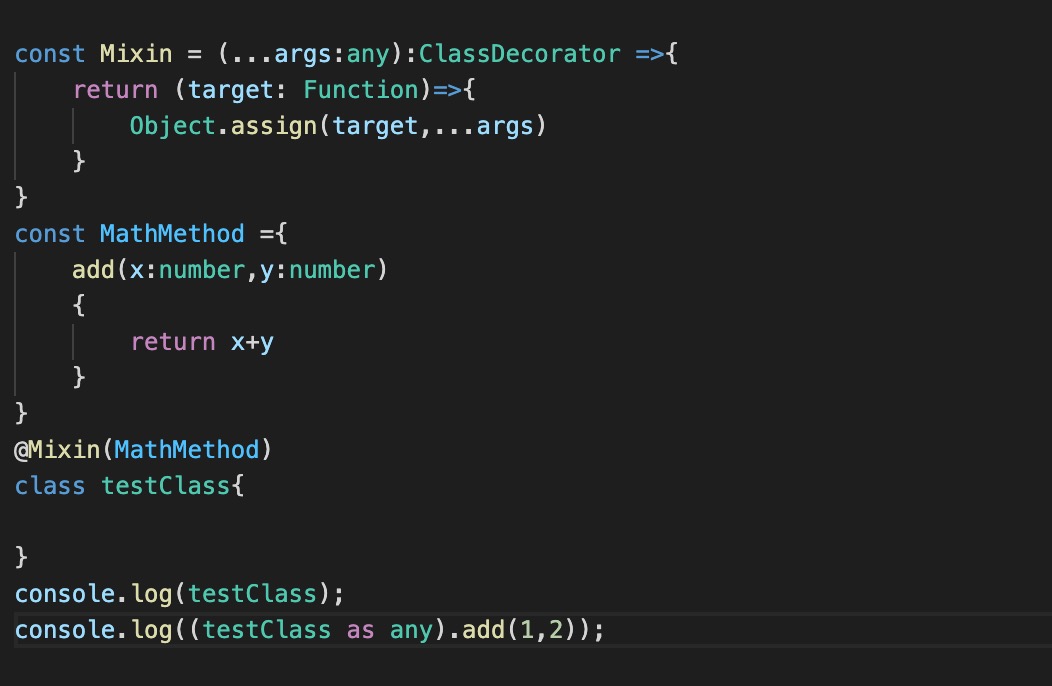 const Mixin = (...args:any):ClassDecorator =>{
    return (target: Function)=>{
        Object.assign(target,...args)
    }
}
const MathMethod ={
    add(x:number,y:number)
    {
        return x+y
    }
}
@Mixin(MathMethod)
class testClass{
}
console.log(testClass);
console.log((testClass as any).add(1,2));